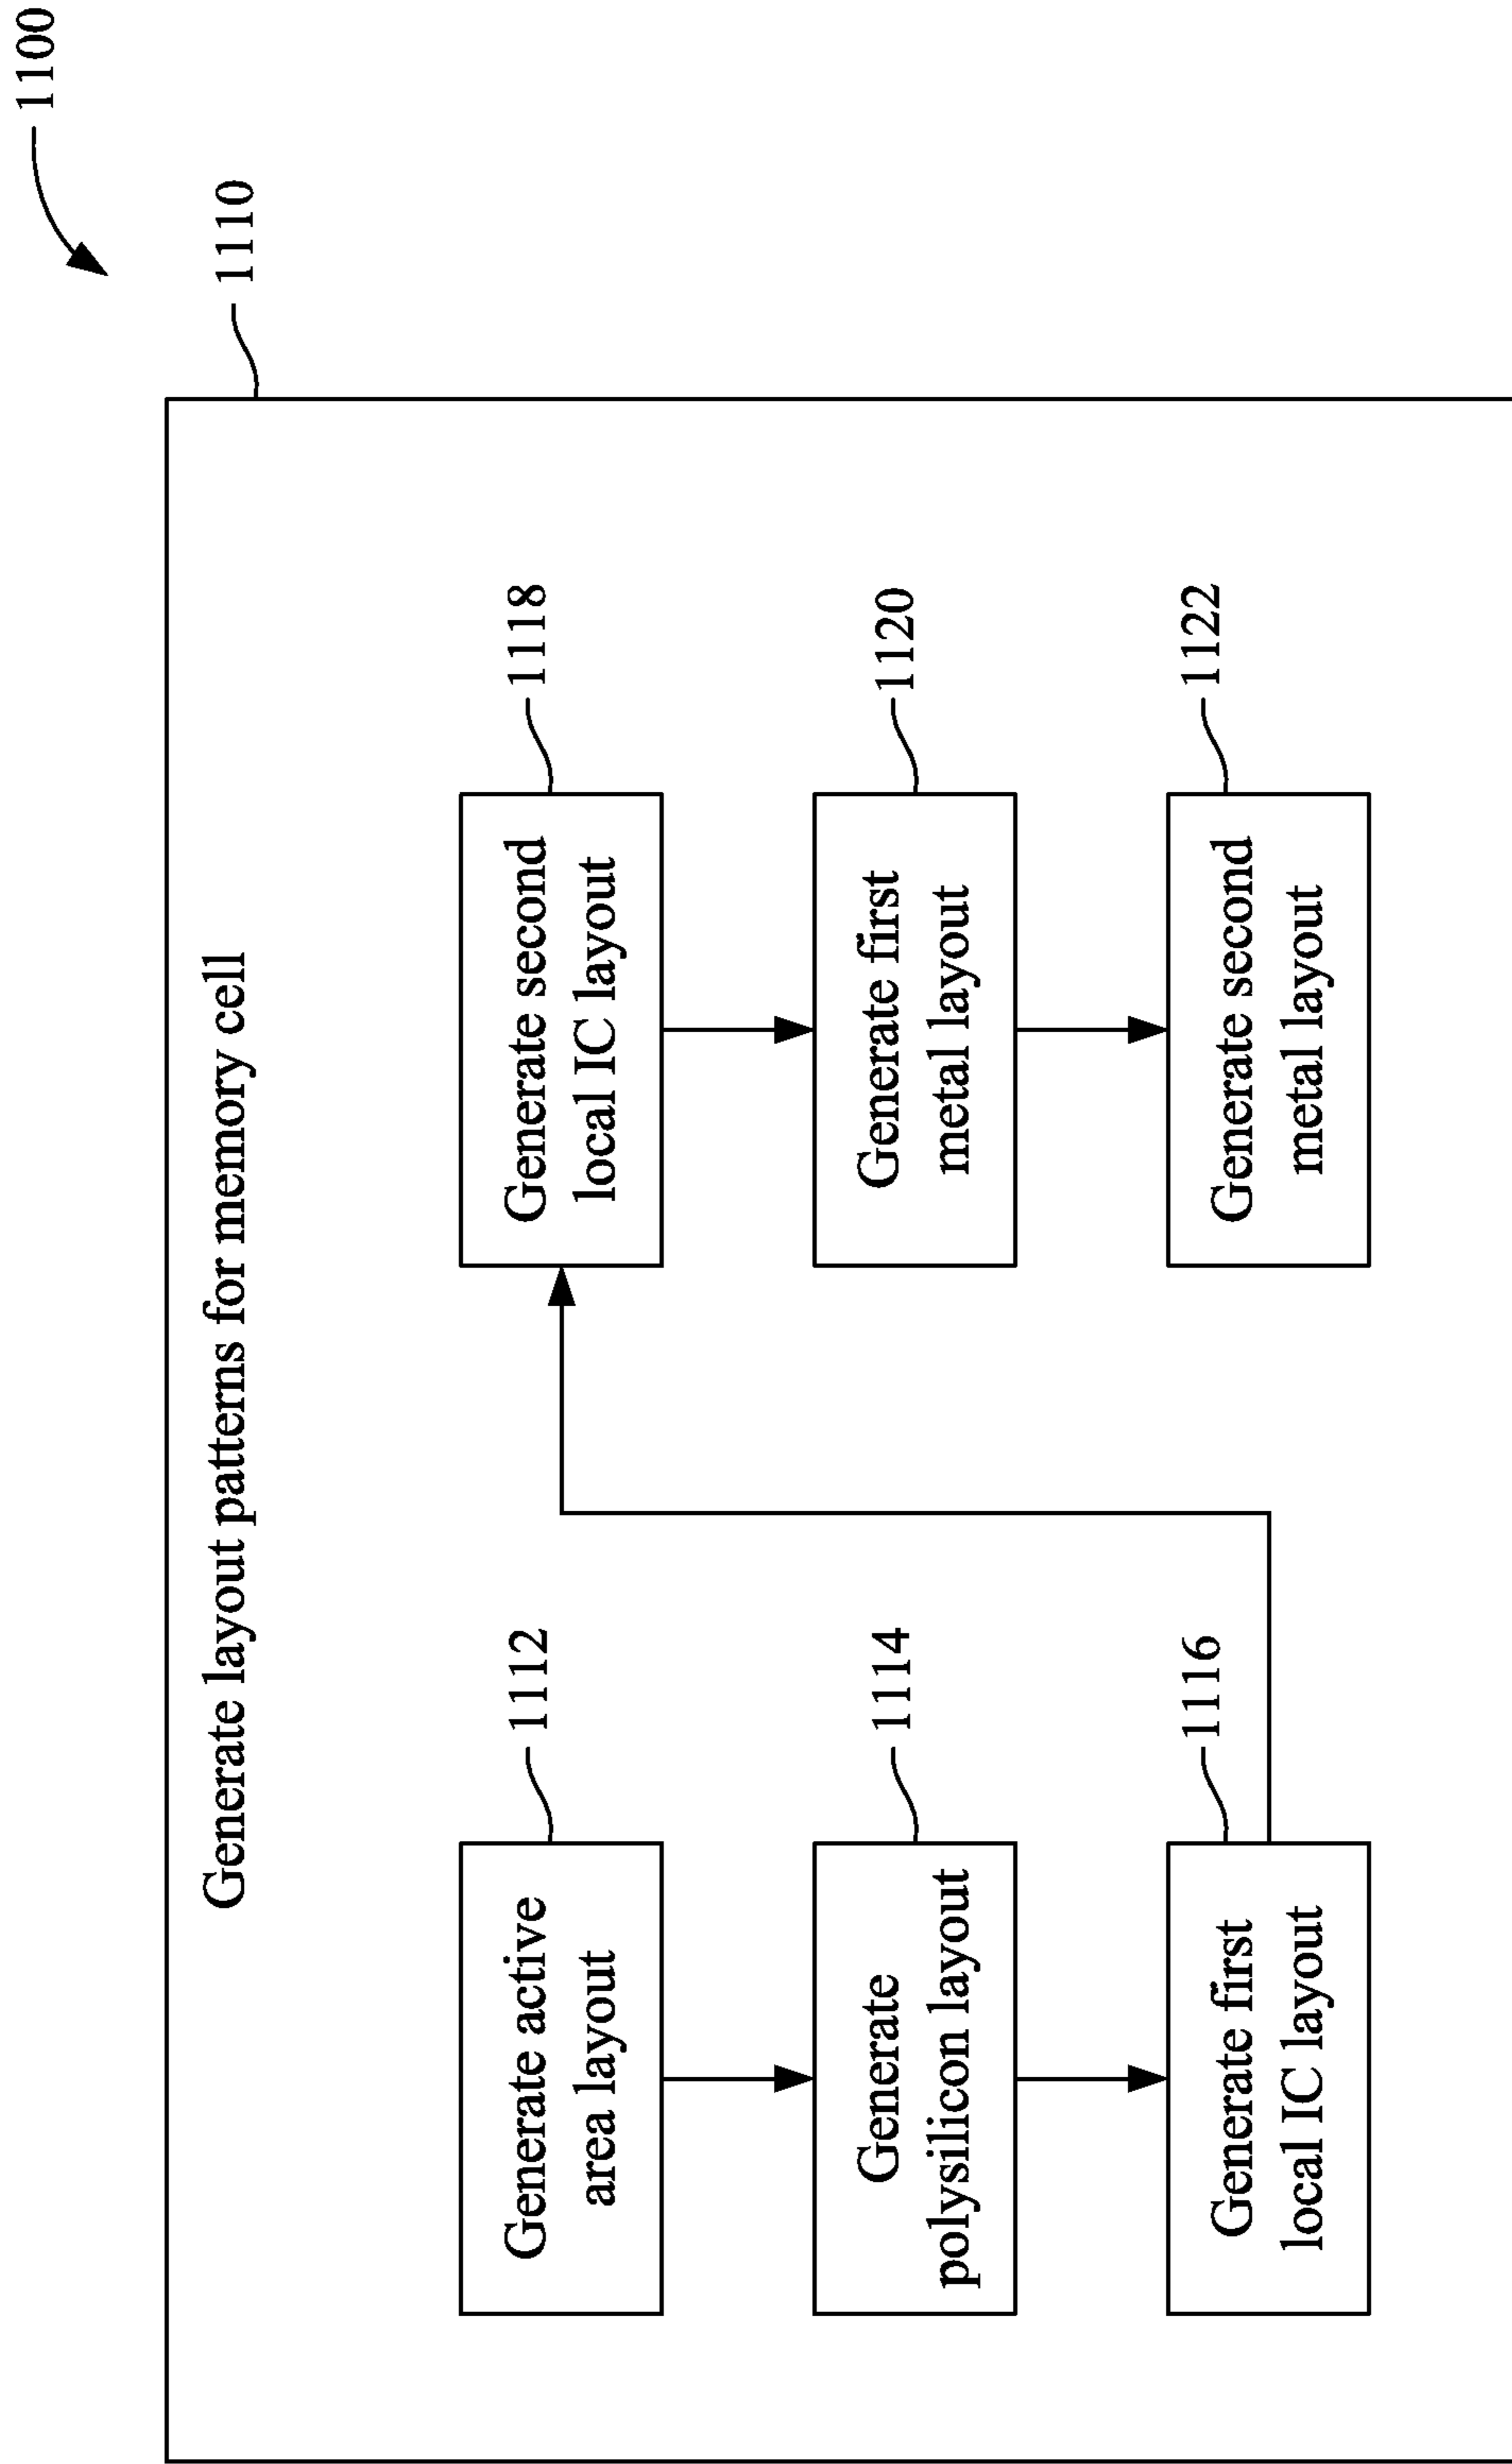 1100
1110
Generate layout patterns for memory cell
1112
Generate active
area layout
1114
Generate
polysilicon layout
1116
Generate first
local IC layout
1118
Generate second
local IC layout
1120
Generate first
metal layout
1122
Generate second
metal layout